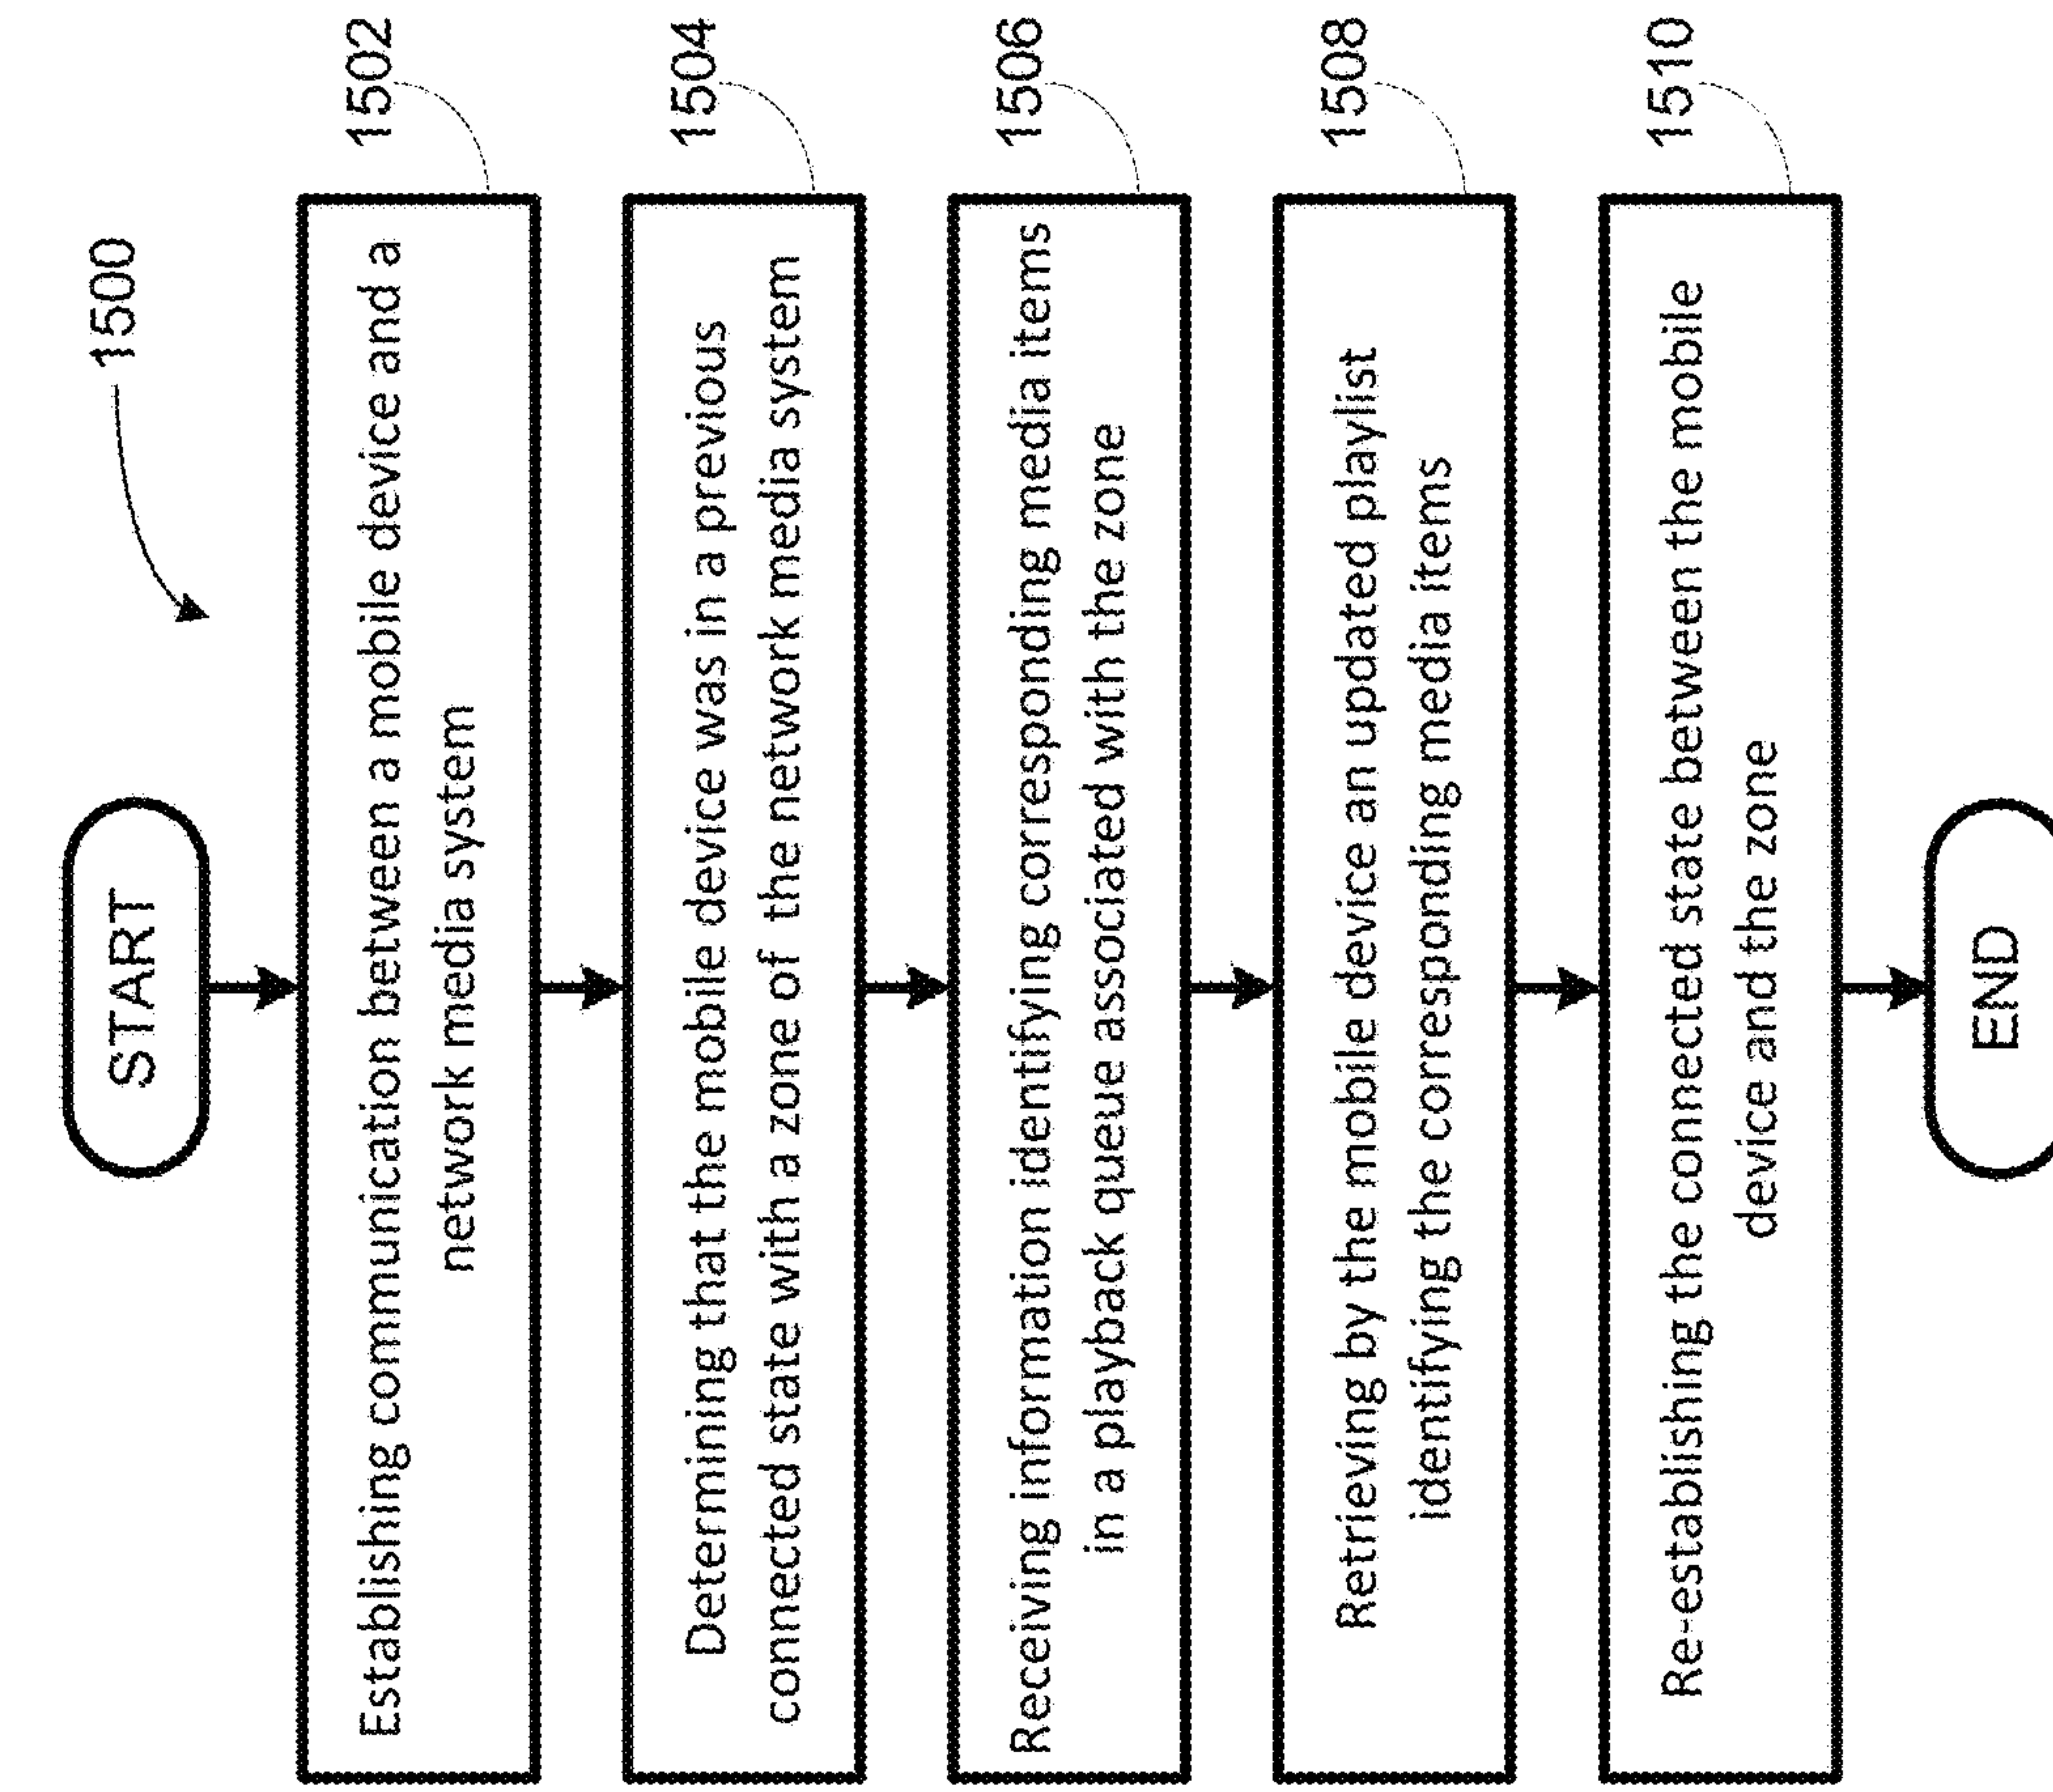 1500
START
Establishing communication between a mobile device and a
network media system
1502
Determining that the mobile device was in a previous
connected state with a zone of the network media system
1504
Receiving information identifying corresponding media items
in a playback queue associated with the zone
1506
Retrieving by the mobile device an updated playlist
identifying the corresponding media items
1508
Re-establishing the connected state between the mobile
device and the zone
1510
END